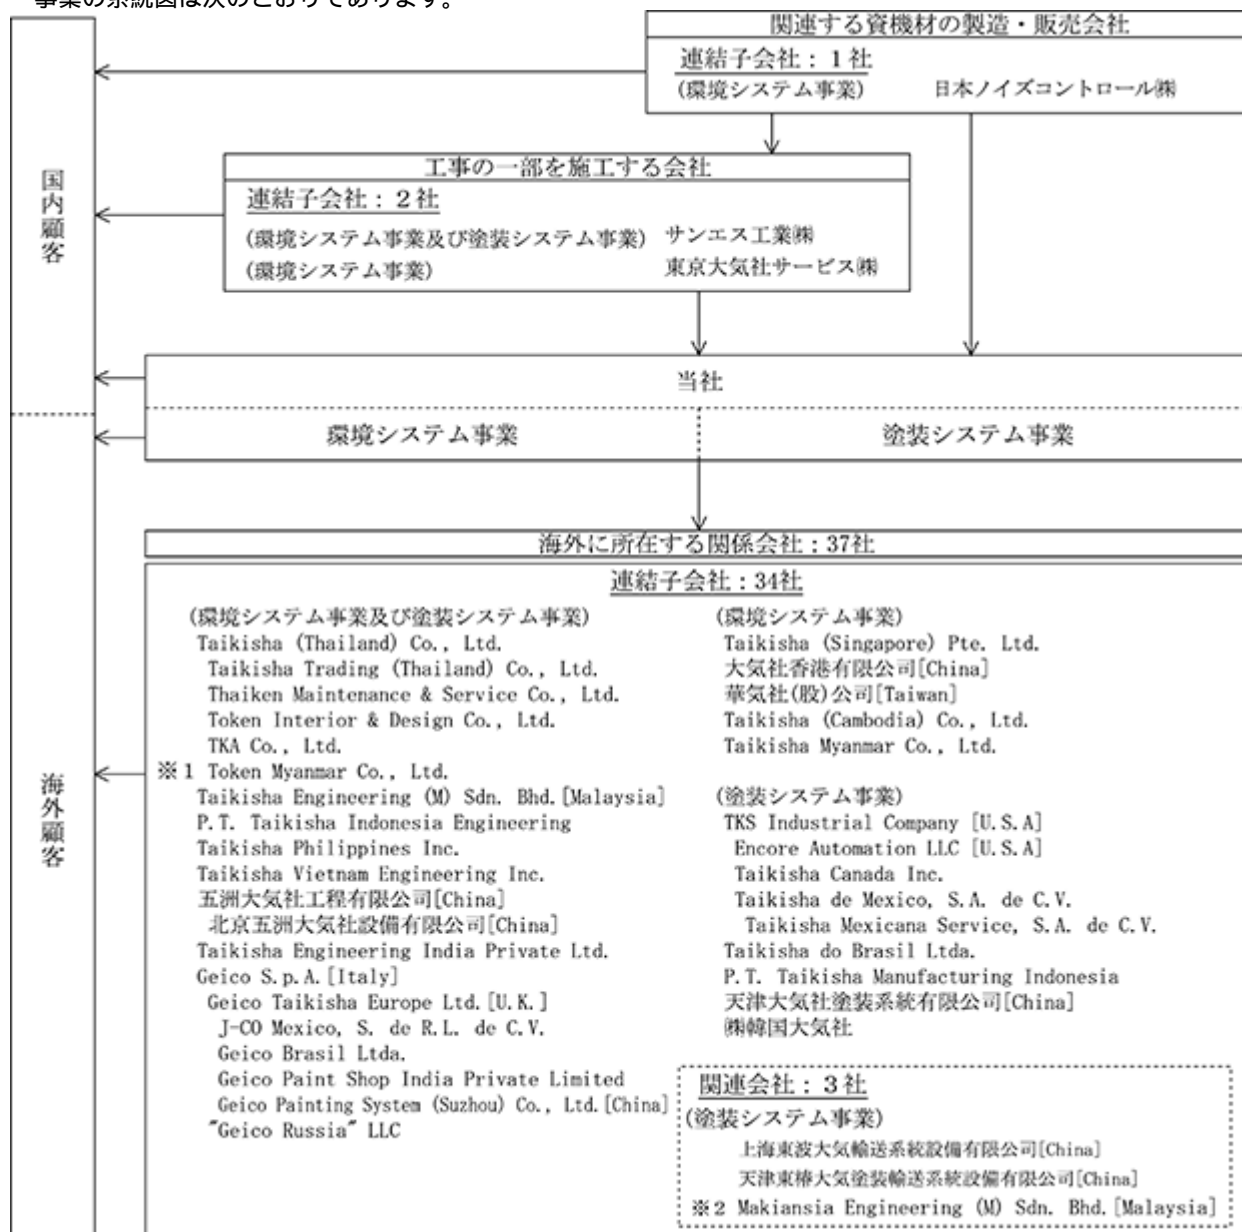 事業の系統図は次のとおりであります。
関連する資機材の製造・販売会社
連結子会社：１社
(環境システム事業) 日本ノイズコントロール㈱
工事の一部を施工する会社
連結子会社：２社
(環境システム事業及び塗装システム事業) サンエス工業㈱
(環境システム事業) 東京大気社サービス㈱
国内顧客
当社
環境システム事業 塗装システム事業
海外に所在する関係会社：37社
連結子会社：34社
海外顧客
(環境システム事業及び塗装システム事業)
Taikisha (Thailand) Co., Ltd.
Taikisha Trading (Thailand) Co., Ltd.
Thaiken Maintenance & Service Co., Ltd.
Token Interior & Design Co., Ltd.
TKA Co., Ltd.
※１ Token Myanmar Co., Ltd.
Taikisha Engineering (M) Sdn. Bhd.[Malaysia]
P.T. Taikisha Indonesia Engineering
Taikisha Philippines Inc.
Taikisha Vietnam Engineering Inc.
五洲大気社工程有限公司[China]
北京五洲大気社設備有限公司[China]
Taikisha Engineering India Private Ltd.
Geico S.p.A.[Italy]
Geico Taikisha Europe Ltd.[U.K.]
J-CO Mexico, S. de R.L. de C.V.
Geico Brasil Ltda.
Geico Paint Shop India Private Limited
Geico Painting System (Suzhou) Co., Ltd.[China]
"Geico Russia" LLC
(環境システム事業)
Taikisha (Singapore) Pte. Ltd.
大気社香港有限公司[China]
華気社(股)公司[Taiwan]
Taikisha (Cambodia) Co., Ltd.
Taikisha Myanmar Co., Ltd.
(塗装システム事業)
TKS Industrial Company [U.S.A]
Encore Automation LLC [U.S.A]
Taikisha Canada Inc.
Taikisha de Mexico, S.A. de C.V.
Taikisha Mexicana Service, S.A. de C.V.
Taikisha do Brasil Ltda.
P.T. Taikisha Manufacturing Indonesia
天津大気社塗装系統有限公司[China]
㈱韓国大気社
関連会社：３社
(塗装システム事業)
上海東波大気輸送系統設備有限公司[China]
天津東椿大気塗装輸送系統設備有限公司[China]
※２ Makiansia Engineering (M) Sdn. Bhd.[Malaysia]